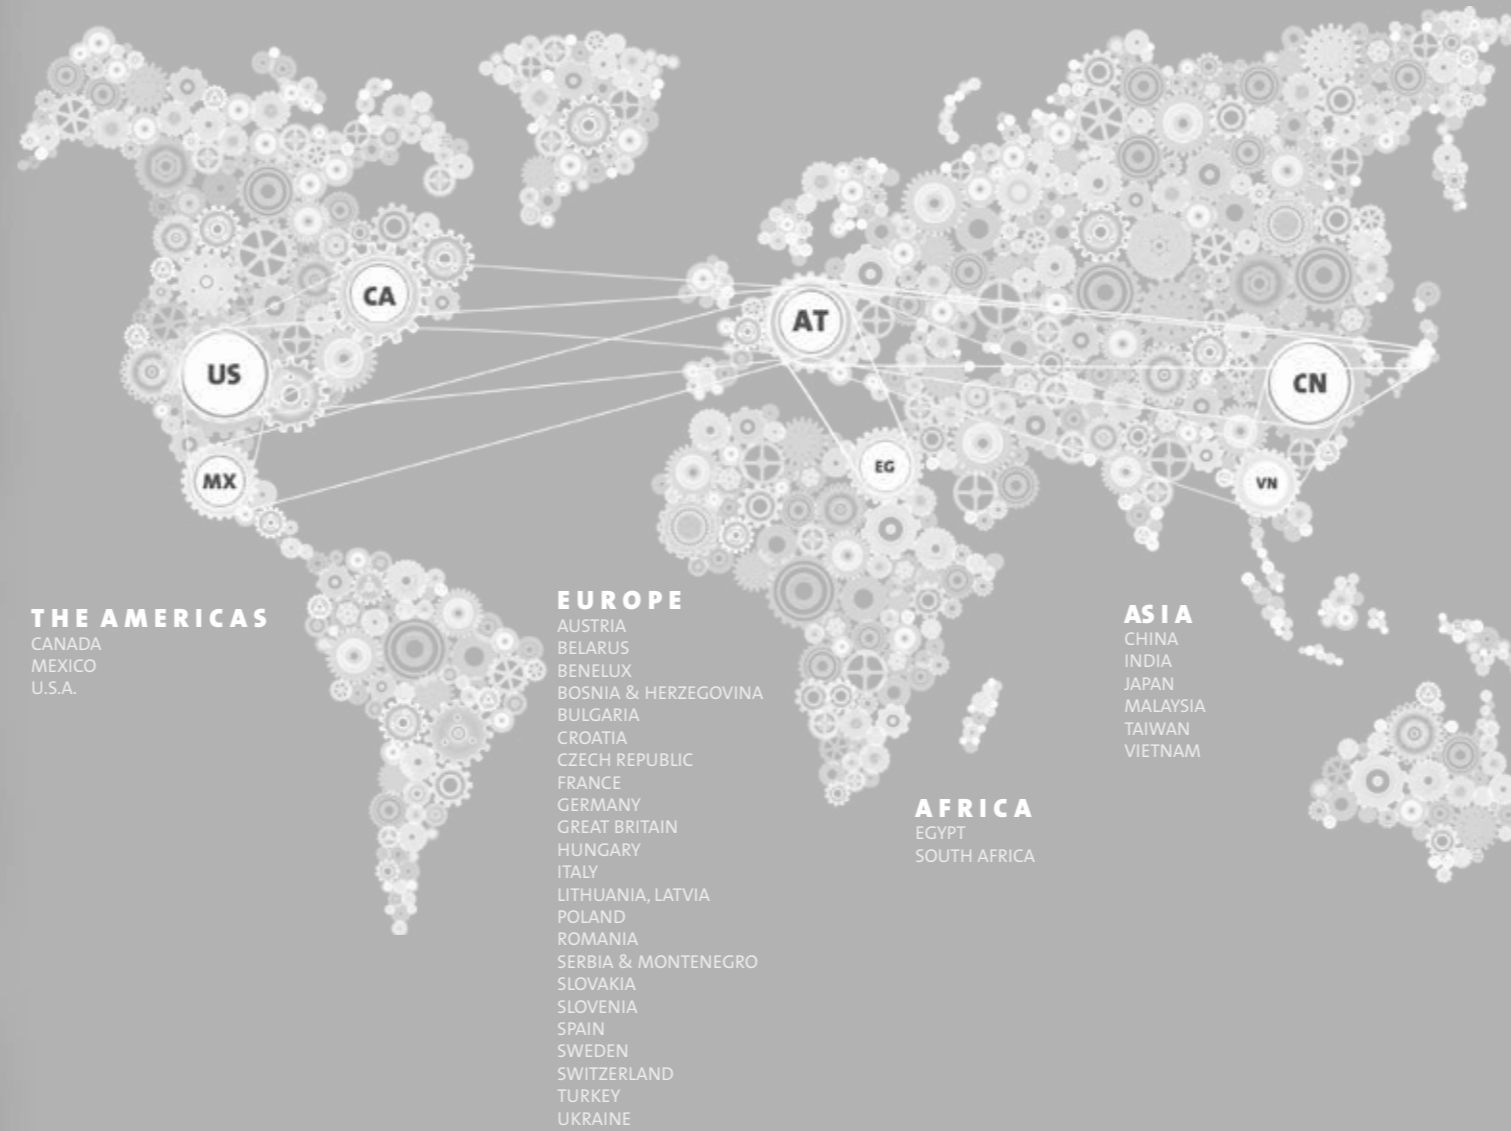 CA
AT
US
CN
MX
EG
VN
THE AMERICAS
CANADA
MEXICO
U.S.A.
EUROPE
AUSTRIA
BELARUS
BENELUX
BOSNIA & HERZEGOVINA
BULGARIA
CROATIA
CZECH REPUBLIC
FRANCE
GERMANY
GREAT BRITAIN
HUNGARY
ITALY
LITHUANIA, LATVIA
POLAND
ROMANIA
SERBIA & MONTENEGRO
SLOVAKIA
SLOVENIA
SPAIN
SWEDEN
SWITZERLAND
TURKEY
UKRAINE
AFRICA
EGYPT
SOUTH AFRICA
ASIA
CHINA
INDIA
JAPAN
MALAYSIA
TAIWAN
VIETNAM